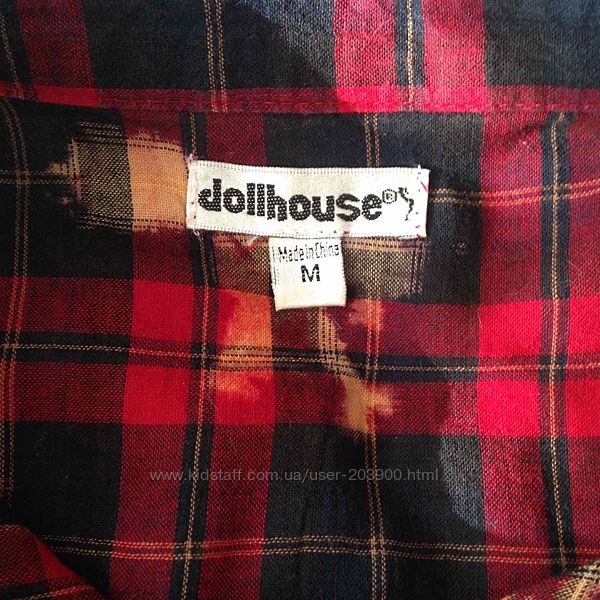 dollhouse®
Made in China
M
www.kidstaff.com.ua/user-203900.html